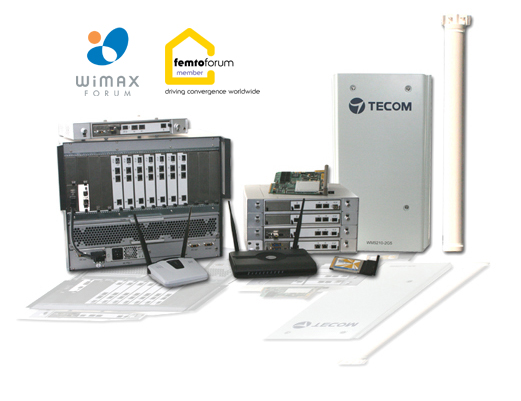 WiMAX
FORUM
femtoforum
member
driving convergence worldwide
TECOM
TECOM